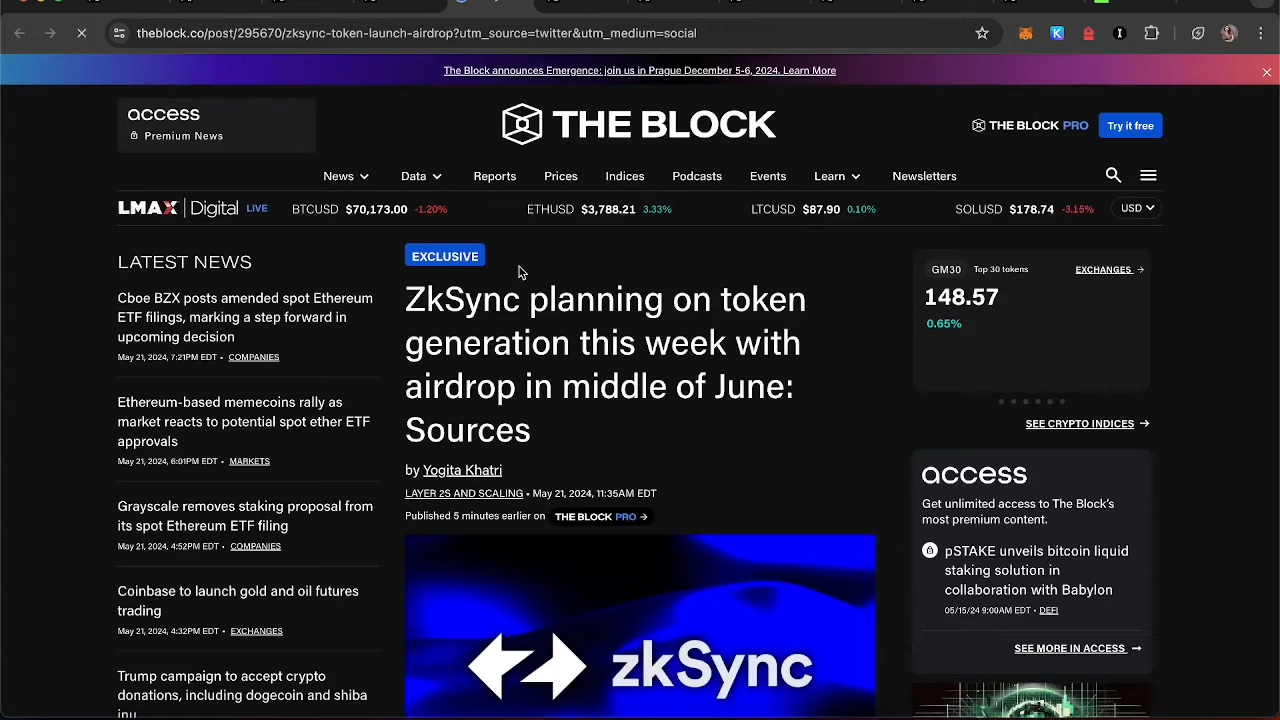 theblock.co/post/295670/zksync-token-launch-airdrop?utm_source=twitter&utm_medium=social
The Block announces Emergence: join us in Prague December 5-6, 2024. Learn More
access
Premium News
THE BLOCK
THE BLOCK PRO
Try it free
News
Data
Reports
Prices
Indices
Podcasts
Events
Learn
Newsletters
LMAX Digital LIVE
BTCUSD $70,173.00 -1.20%
ETHUSD $3,788.21 3.33%
LTCUSD $87.90 0.10%
SOLUSD $178.74 -3.15%
USD
LATEST NEWS
Cboe BZX posts amended spot Ethereum
ETF filings, marking a step forward in
upcoming decision
May 21, 2024, 7:21PM EDT • COMPANIES
Ethereum-based memecoins rally as
market reacts to potential spot ether ETF
approvals
May 21, 2024, 6:01PM EDT • MARKETS
Grayscale removes staking proposal from
its spot Ethereum ETF filing
May 21, 2024, 4:52PM EDT • COMPANIES
Coinbase to launch gold and oil futures
trading
May 21, 2024, 4:32PM EDT • EXCHANGES
Trump campaign to accept crypto
donations, including dogecoin and shiba
inu
EXCLUSIVE
ZkSync planning on token
generation this week with
airdrop in middle of June:
Sources
by Yogita Khatri
LAYER 2S AND SCALING • May 21, 2024, 11:35AM EDT
Published 5 minutes earlier on THE BLOCK PRO →
zkSync
GM30 Top 30 tokens
EXCHANGES →
148.57
0.65%
SEE CRYPTO INDICES →
access
Get unlimited access to The Block's
most premium content.
pSTAKE unveils bitcoin liquid
staking solution in
collaboration with Babylon
05/15/24 9:00AM EDT • DEFI
SEE MORE IN ACCESS →